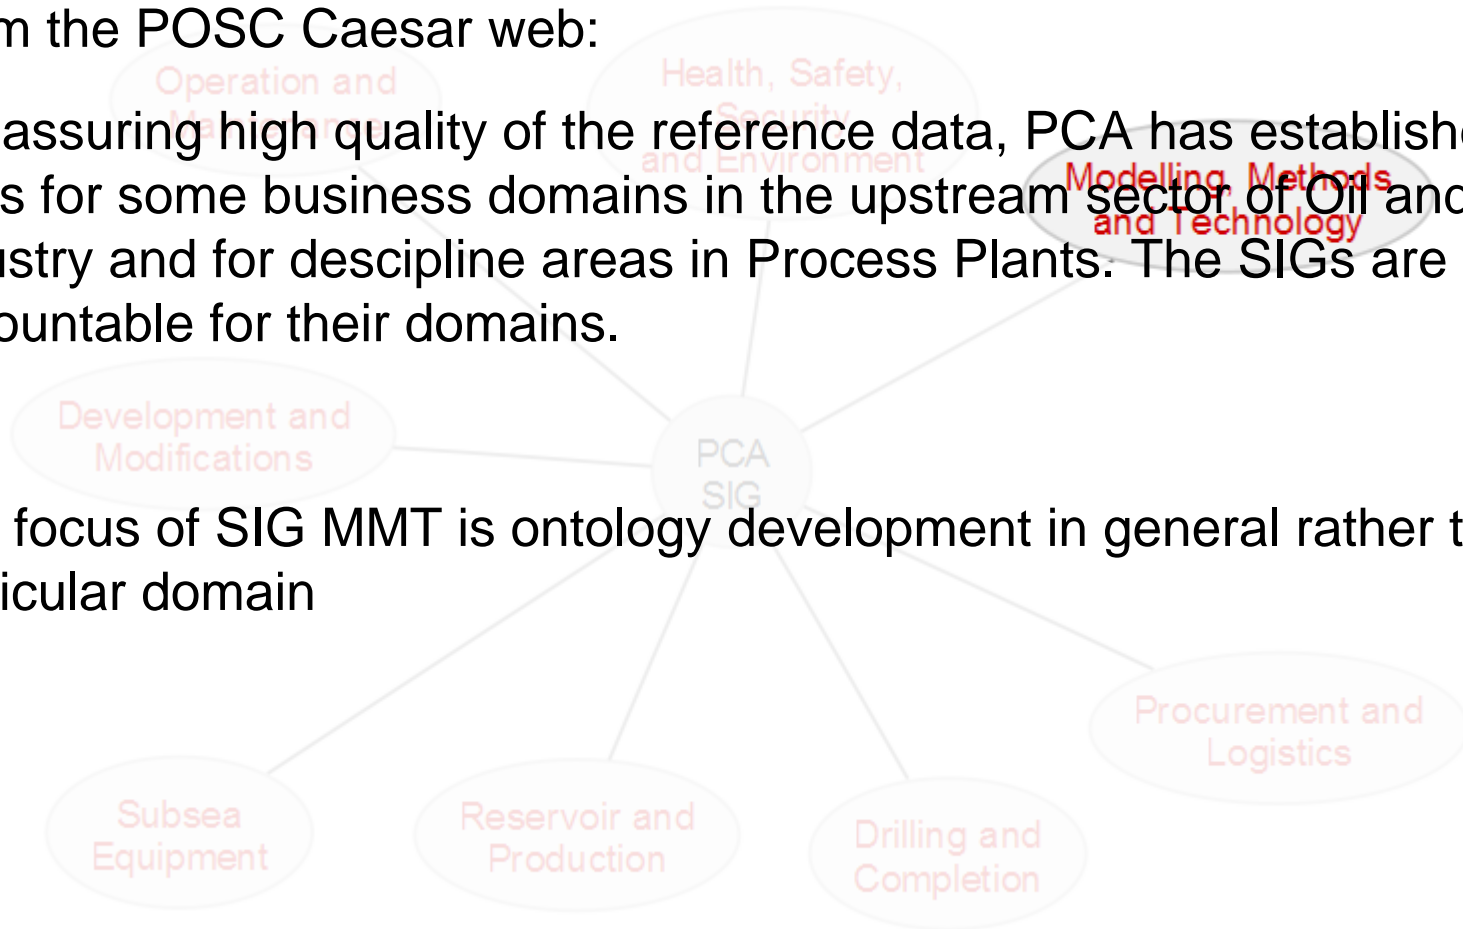 m the POSC Caesar web:
Operation and
Maintenance
Health, Safety,
Security
and Environment
assuring high quality of the reference data, PCA has establishe
s for some business domains in the upstream sector of Oil and
ustry and for descipline areas in Process Plants. The SIGs are
ountable for their domains.
Modelling, Methods
and Technology
Development and
Modifications
PCA
SIG
focus of SIG MMT is ontology development in general rather t
icular domain
Procurement and
Logistics
Subsea
Equipment
Reservoir and
Production
Drilling and
Completion